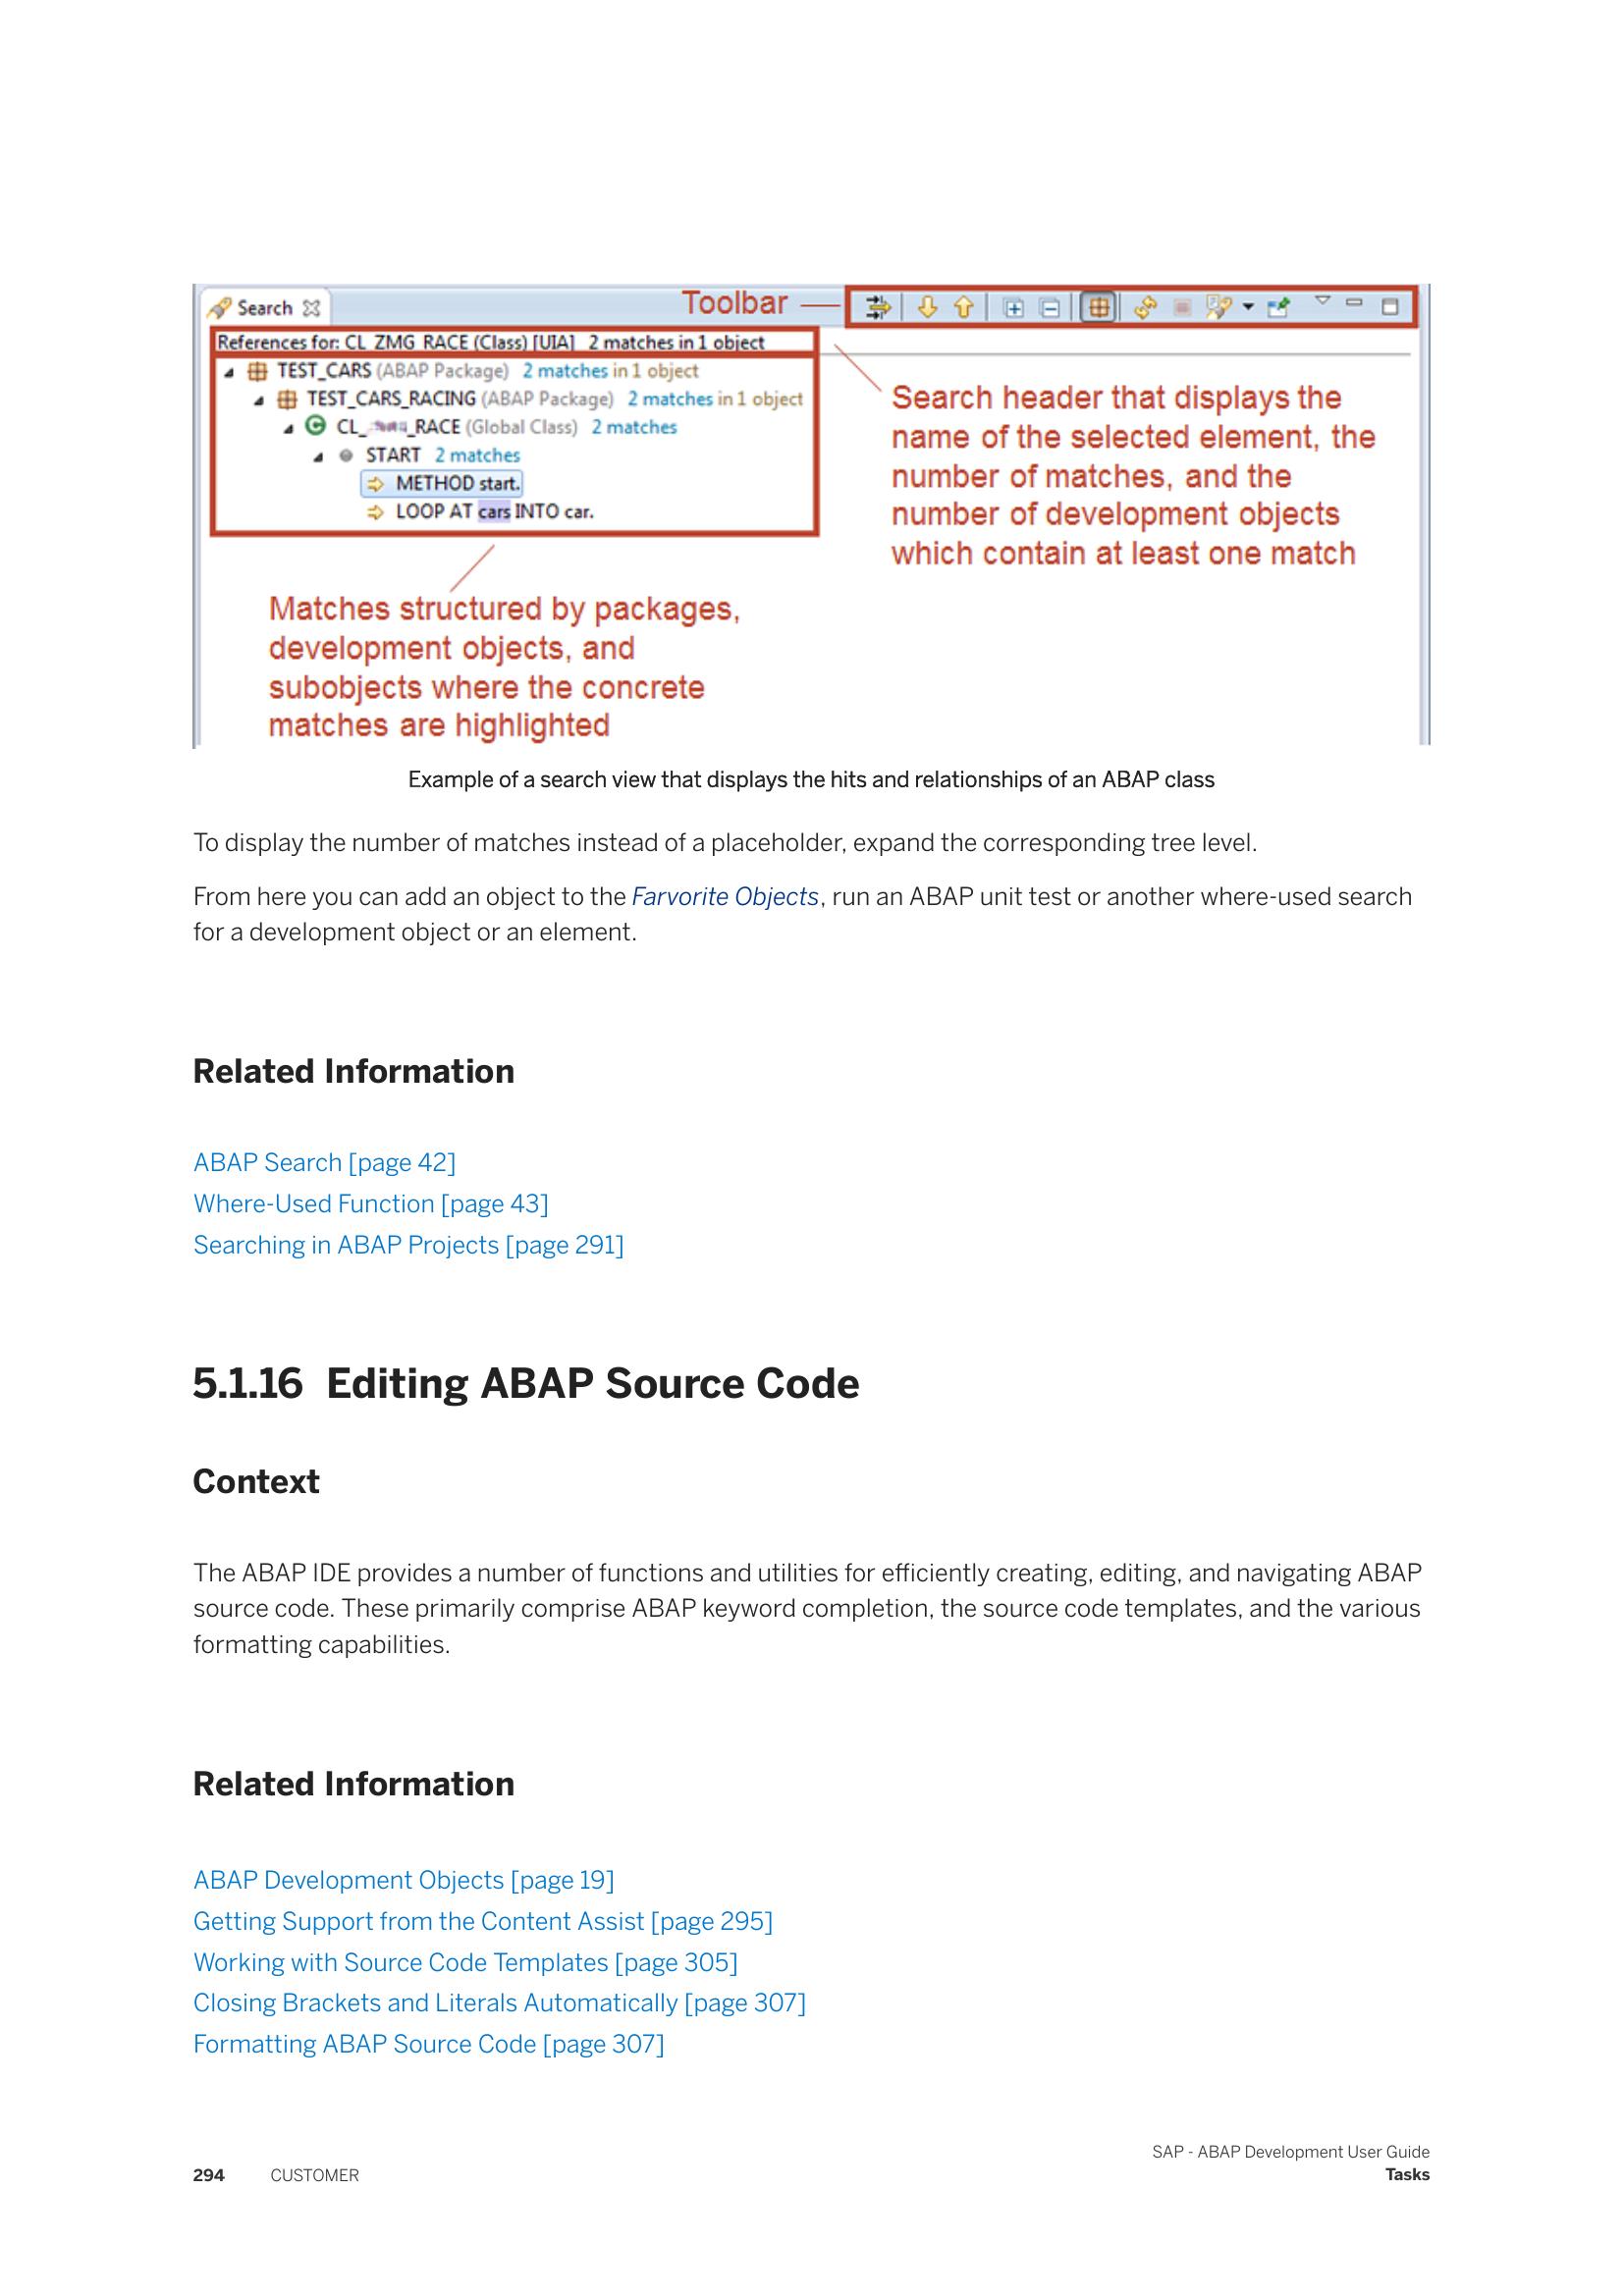 Search
Toolbar
References for: CL_ZMG_RACE (Class) [UIA] 2 matches in 1 object
TEST_CARS (ABAP Package) 2 matches in 1 object
TEST_CARS_RACING (ABAP Package) 2 matches in 1 object
CL_ _RACE (Global Class) 2 matches
START 2 matches
METHOD start.
LOOP AT cars INTO car.
Search header that displays the
name of the selected element, the
number of matches, and the
number of development objects
which contain at least one match
Matches structured by packages,
development objects, and
subobjects where the concrete
matches are highlighted
Example of a search view that displays the hits and relationships of an ABAP class
To display the number of matches instead of a placeholder, expand the corresponding tree level.
From here you can add an object to the Farvorite Objects, run an ABAP unit test or another where-used search
for a development object or an element.
Related Information
ABAP Search [page 42]
Where-Used Function [page 43]
Searching in ABAP Projects [page 291]
5.1.16 Editing ABAP Source Code
Context
The ABAP IDE provides a number of functions and utilities for efficiently creating, editing, and navigating ABAP
source code. These primarily comprise ABAP keyword completion, the source code templates, and the various
formatting capabilities.
Related Information
ABAP Development Objects [page 19]
Getting Support from the Content Assist [page 295]
Working with Source Code Templates [page 305]
Closing Brackets and Literals Automatically [page 307]
Formatting ABAP Source Code [page 307]
SAP - ABAP Development User Guide
294 CUSTOMER Tasks